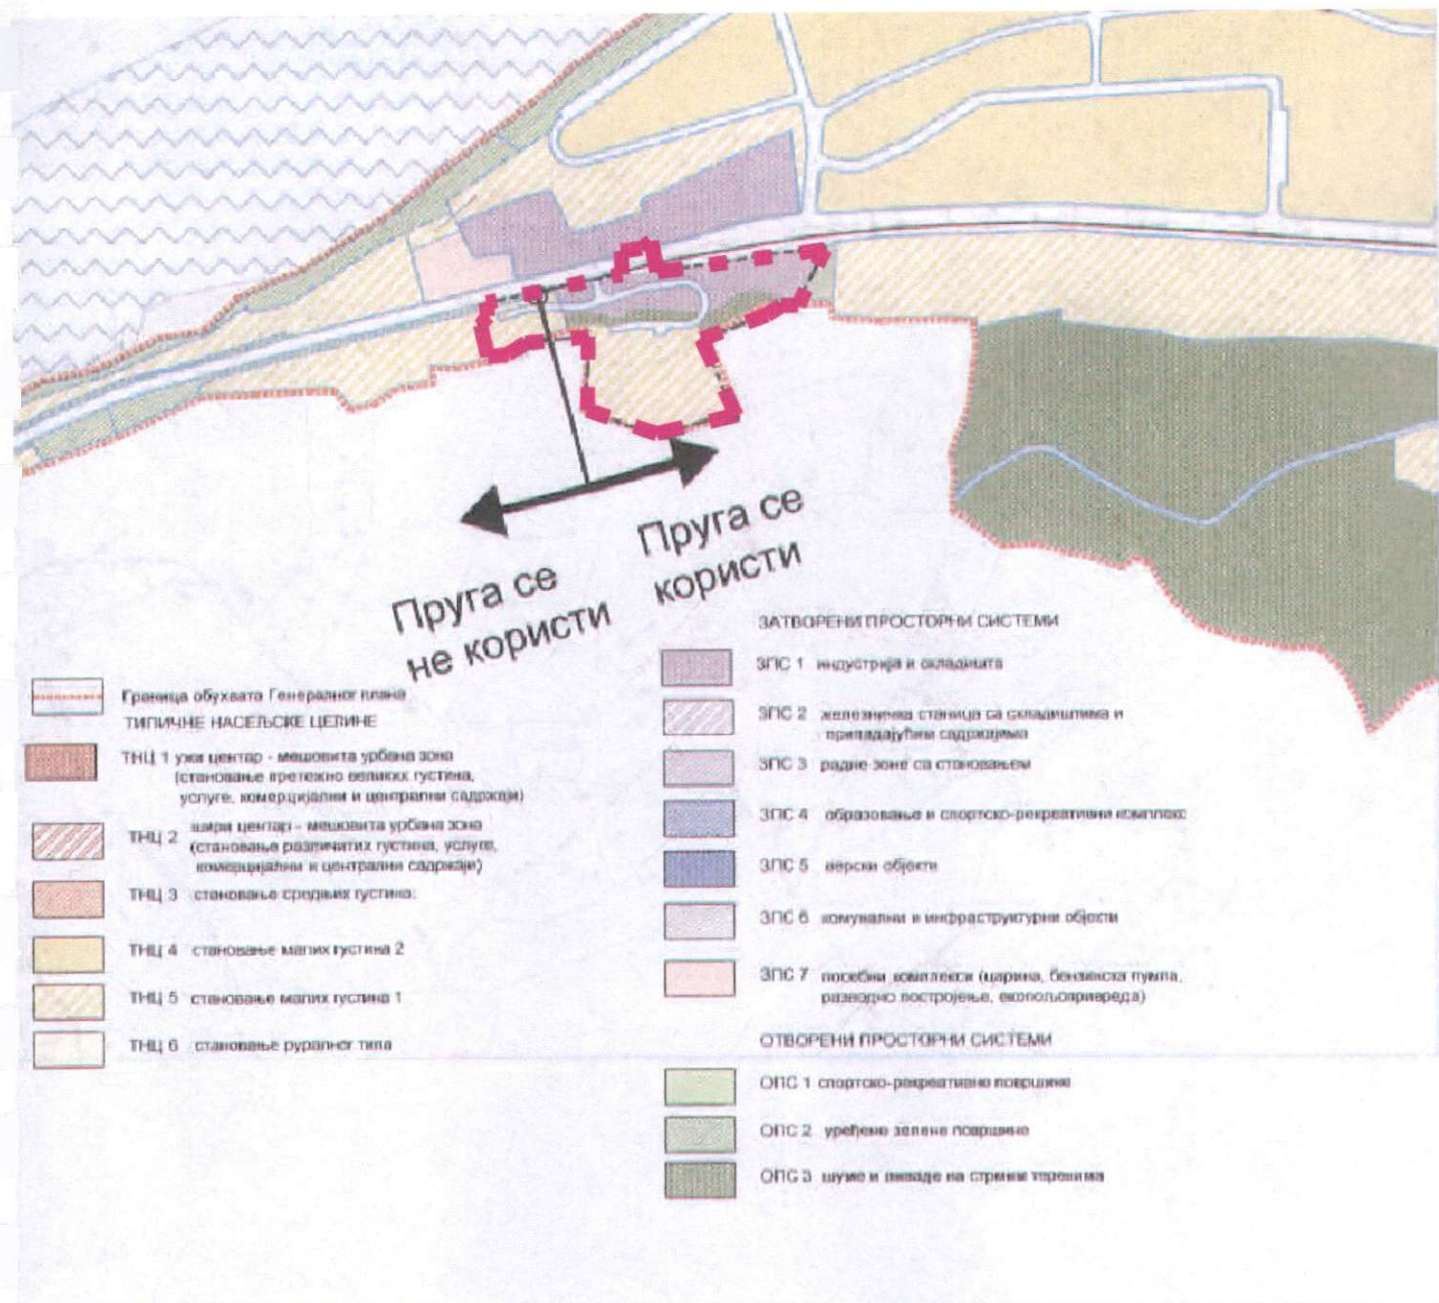 Пруга се
користи
Пруга се
не користи
Граница обухвата Генералног плана
ТИПИЧНЕ НАСЕЉСКЕ ЦЕЛИНЕ
ТНЦ 1 ужи центар - мешовита урбана зона
(становање претежно великих густина,
услуге, комерцијални и централни садржаји)
ТНЦ 2 шири центар - мешовита урбана зона
(становање различитих густина, услуге,
комерцијални и централни садржаји)
ТНЦ 3 становање средњих густина
ТНЦ 4 становање малих густина 2
ТНЦ 5 становање малих густина 1
ТНЦ 6 становање руралног типа
ЗАТВОРЕНИ ПРОСТОРНИ СИСТЕМИ
ЗПС 1 индустрија и складишта
ЗПС 2 железничка станица са складиштима и
припадајућим садржајима
ЗПС 3 радне зоне са становањем
ЗПС 4 образовање и спортско-рекреативни комплекс
ЗПС 5 верски објекти
ЗПС 6 комунални и инфраструктурни објекти
ЗПС 7 посебни комплекси (царина, бензинска пумпа,
разводно постројење, екопољопривреда)
ОТВОРЕНИ ПРОСТОРНИ СИСТЕМИ
ОПС 1 спортско-рекреативне површине
ОПС 2 уређене зелене површине
ОПС 3 шуме и ливаде на стрмим теренима